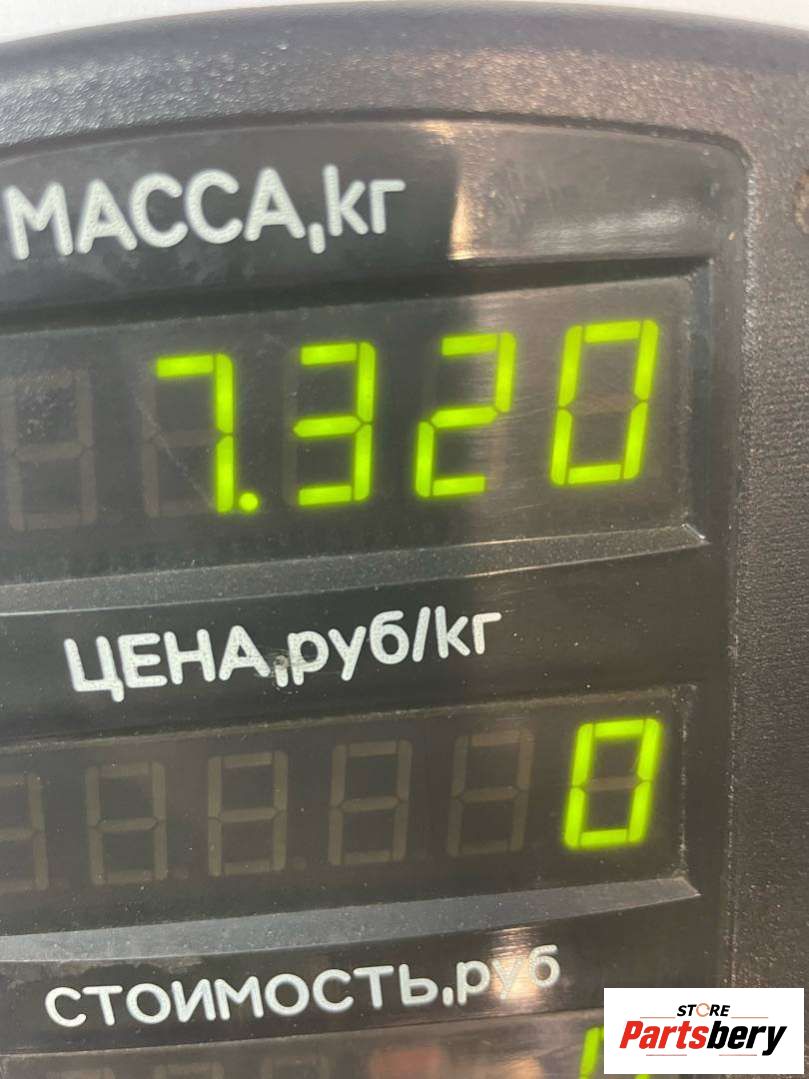 МАССА,кг
7.320
ЦЕНА,руб/кг
0
СТОИМОСТЬ,руб
STORE
Partsbery